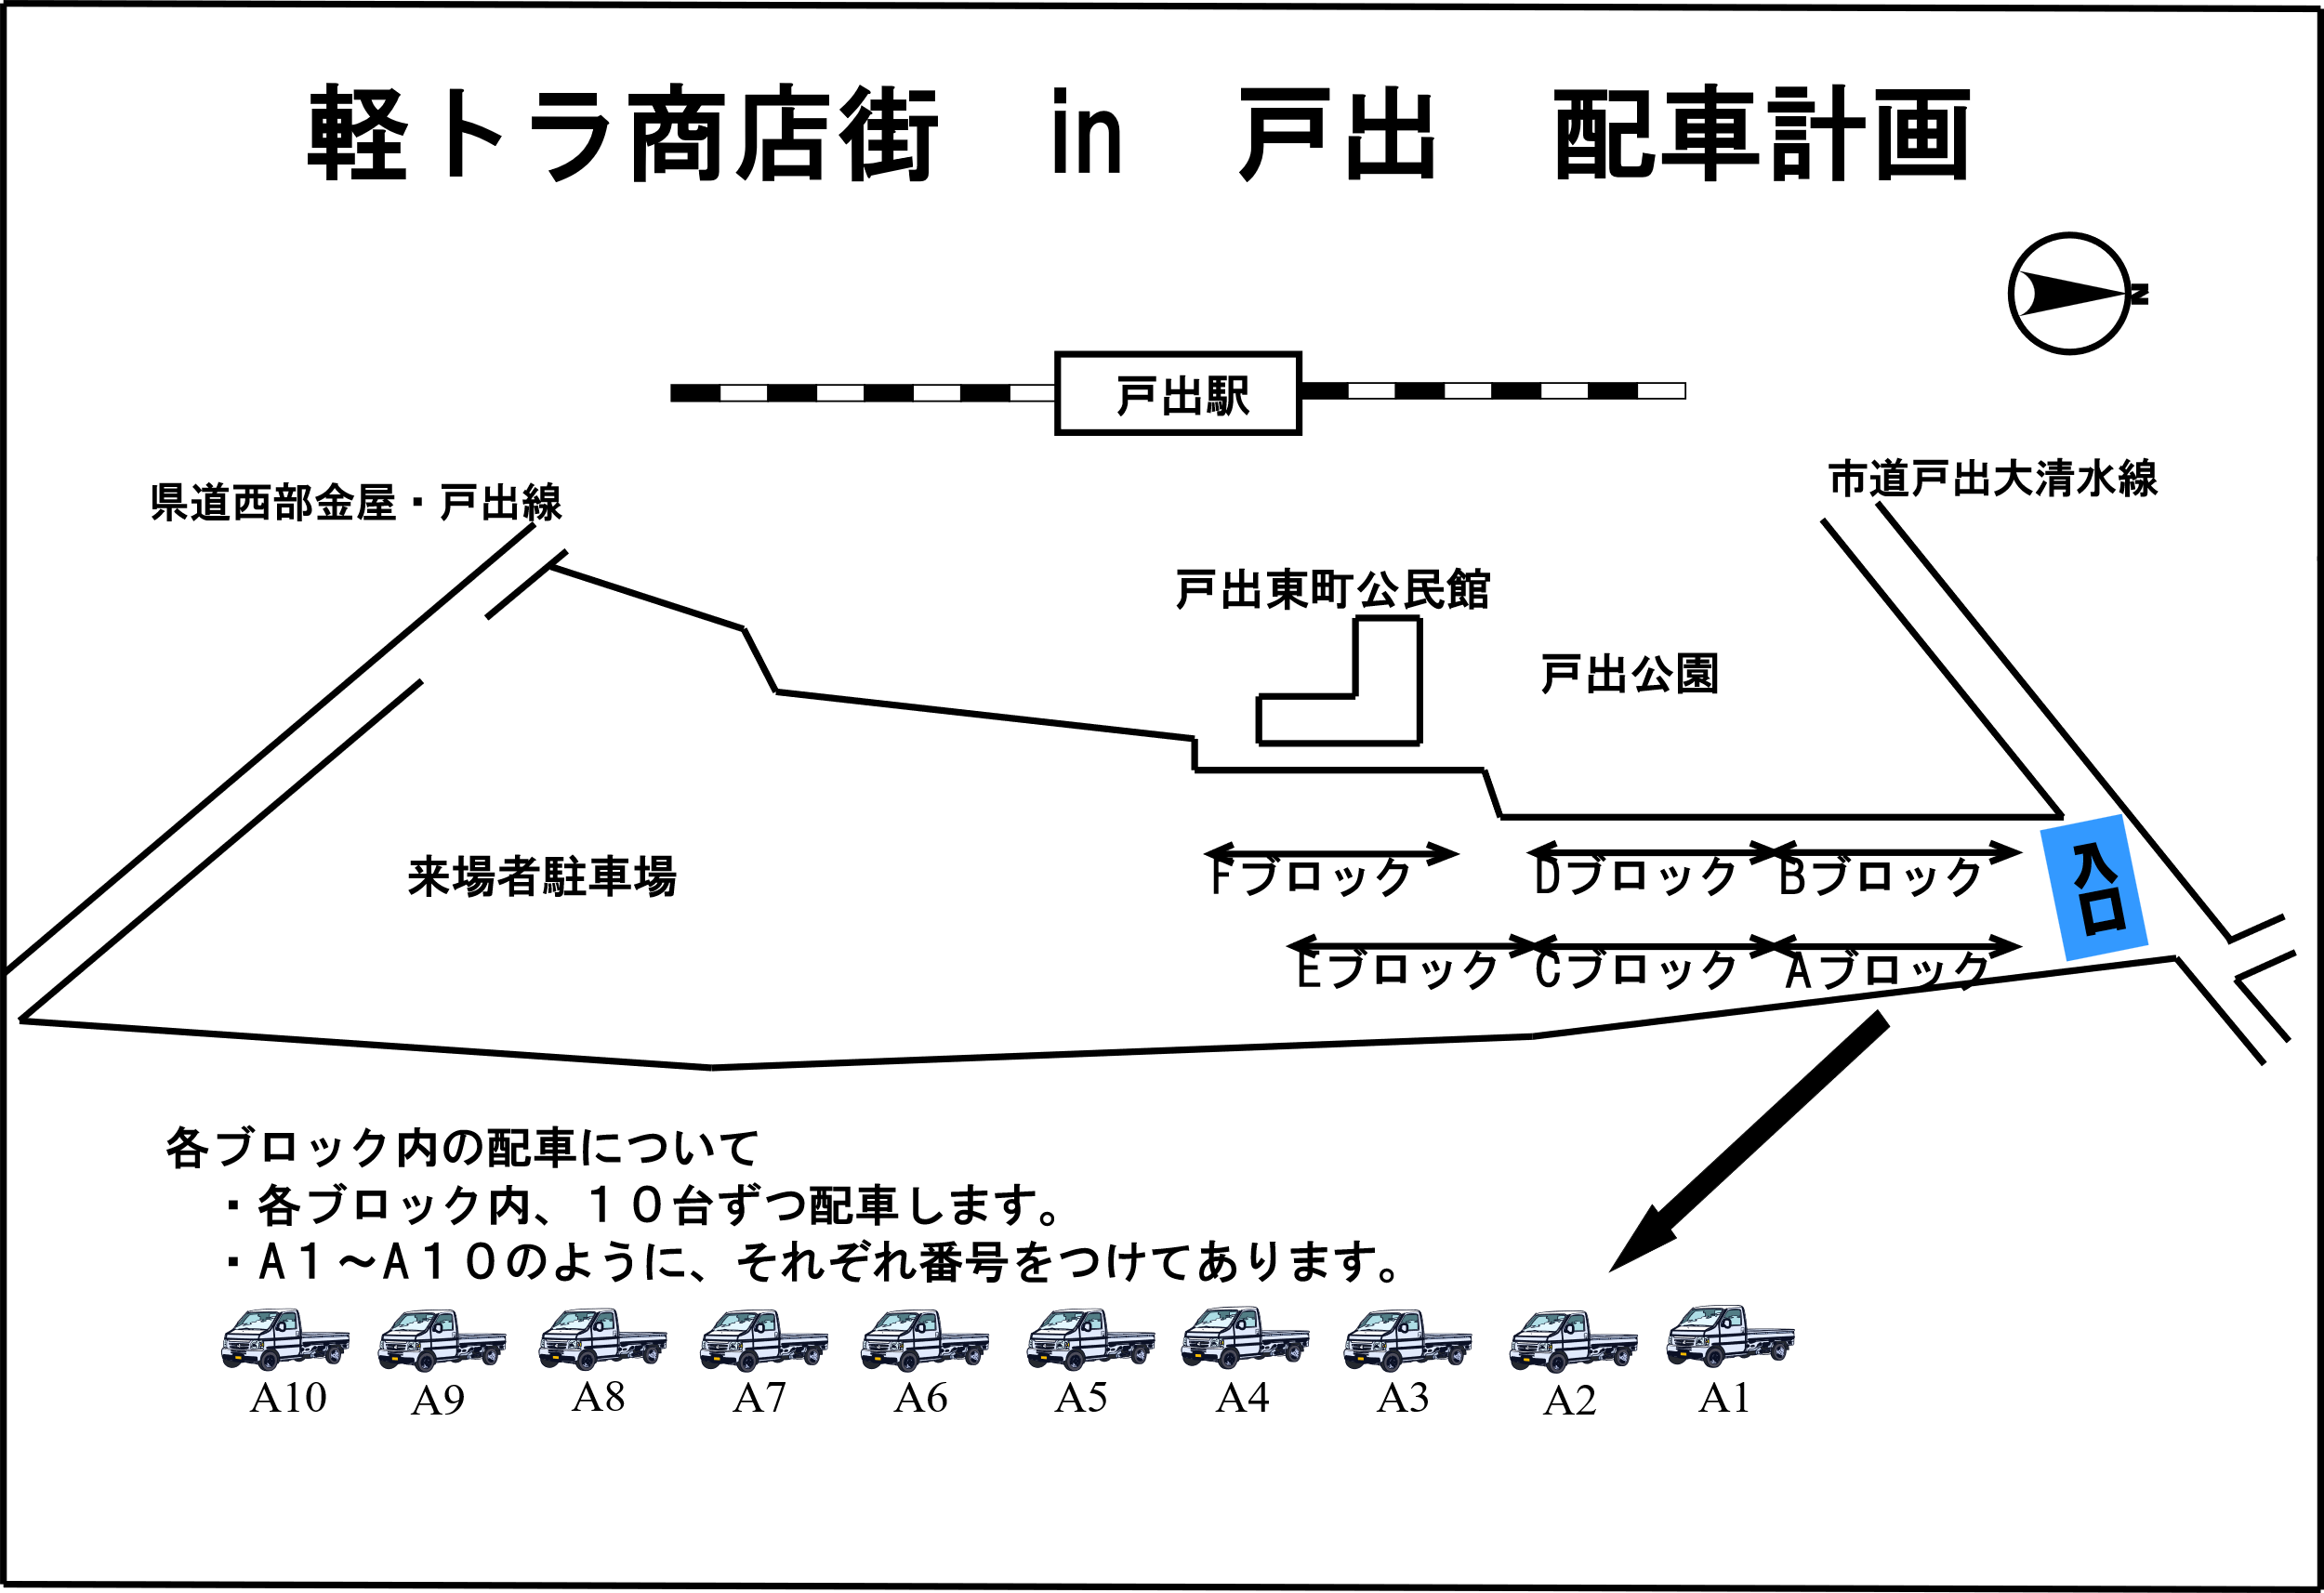 軽トラ商店街　in　戸出　配車計画
N
戸出駅
県道西部金屋・戸出線
市道戸出大清水線
戸出東町公民館
戸出公園
来場者駐車場
Fブロック
Dブロック
Bブロック
入口
Eブロック
Cブロック
Aブロック
各ブロック内の配車について
・各ブロック内、１０台ずつ配車します。
・Ａ１～Ａ１０のように、それぞれ番号をつけてあります。
A10 A9 A8 A7 A6 A5 A4 A3 A2 A1